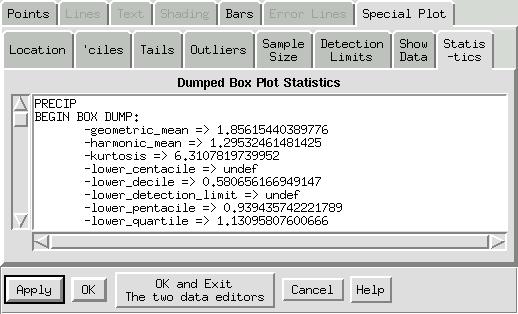 Points Lines Text Shading Bars Error Lines Special Plot
Location 'ciles Tails Outliers Sample Size Detection Limits Show Data Statis-tics
Dumped Box Plot Statistics
PRECIP
BEGIN BOX DUMP:
-geometric_mean => 1.85615440389776
-harmonic_mean => 1.29532461481425
-kurtosis => 6.3107819739952
-lower_centacile => undef
-lower_decile => 0.580656166949147
-lower_detection_limit => undef
-lower_pentacile => 0.939435742221789
-lower_quartile => 1.13095807600666
Apply OK OK and Exit The two data editors Cancel Help